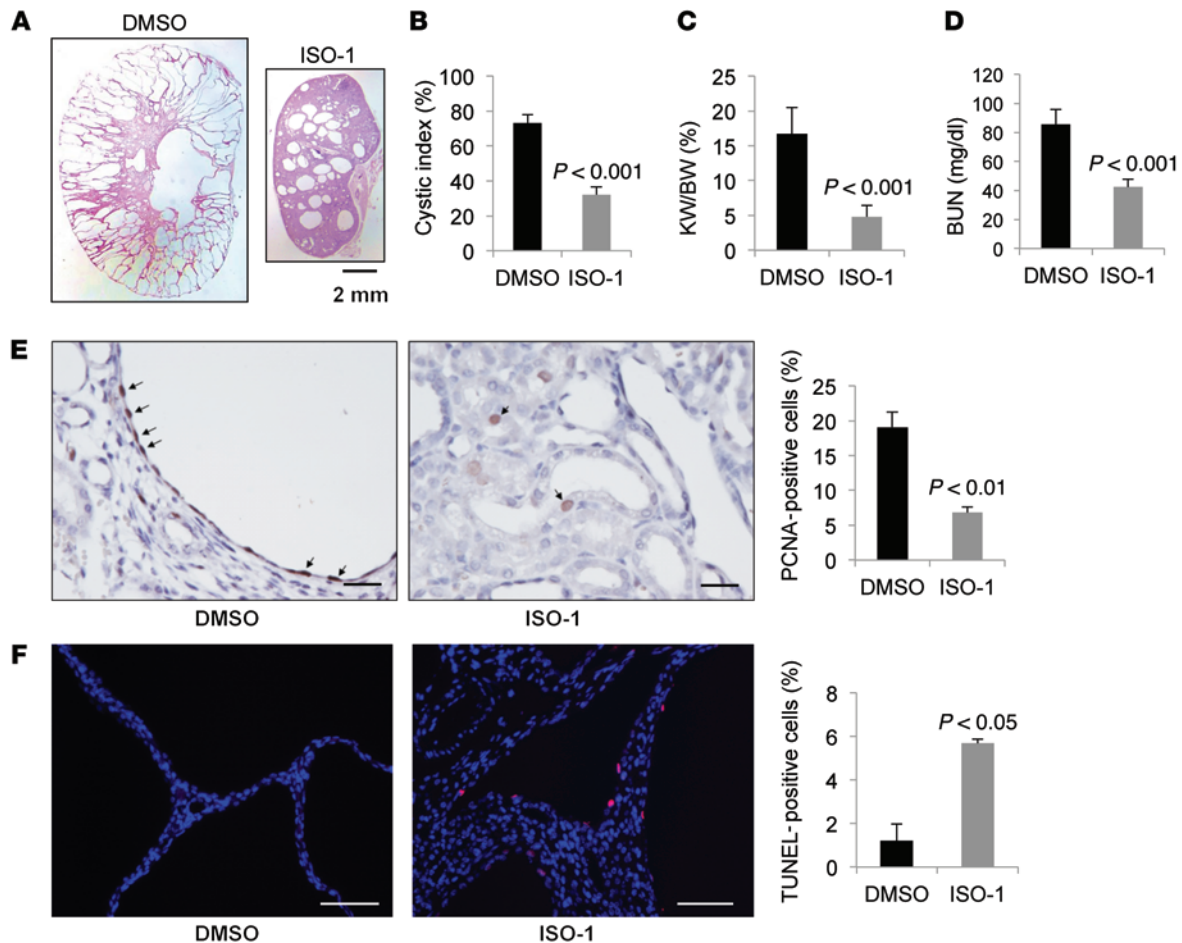 A
DMSO
ISO-1
2 mm
B
Cystic index (%)
100
80
60
40
20
0
P < 0.001
DMSO ISO-1
C
KW/BW (%)
25
20
15
10
5
0
P < 0.001
DMSO ISO-1
D
BUN (mg/dl)
120
100
80
60
40
20
0
P < 0.001
DMSO ISO-1
E
DMSO
ISO-1
PCNA-positive cells (%)
25
20
15
10
5
0
P < 0.01
DMSO ISO-1
F
DMSO
ISO-1
TUNEL-positive cells (%)
8
6
4
2
0
P < 0.05
DMSO ISO-1